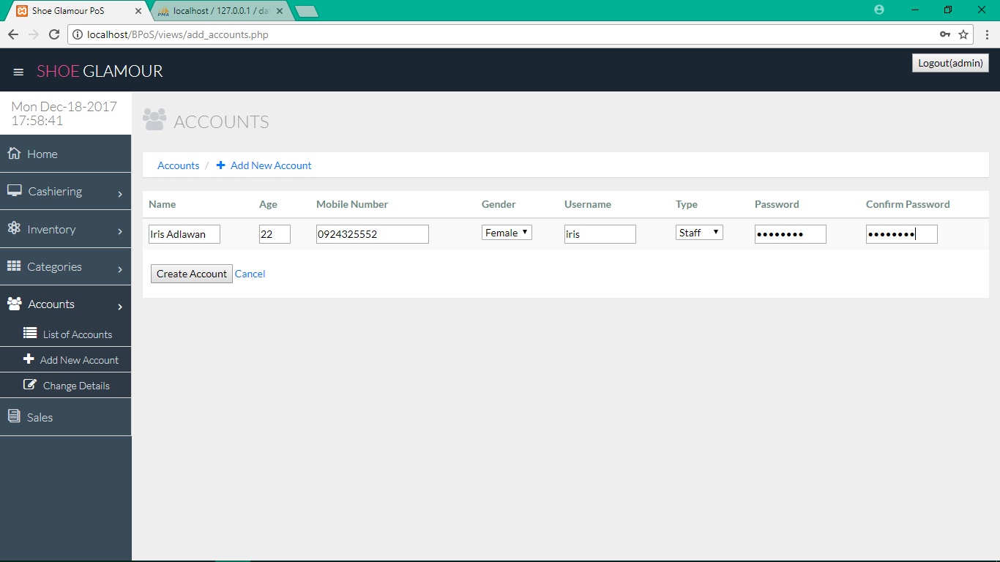 Shoe Glamour PoS
localhost / 127.0.0.1 / da
localhost/BPoS/views/add_accounts.php
SHOE GLAMOUR
Logout(admin)
Mon Dec-18-2017
17:58:41
Home
Cashiering
Inventory
Categories
Accounts
List of Accounts
Add New Account
Change Details
Sales
ACCOUNTS
Accounts / Add New Account
Name Age Mobile Number Gender Username Type Password Confirm Password
Iris Adlawan 22 0924325552 Female iris Staff •••••••• ••••••••
Create Account Cancel